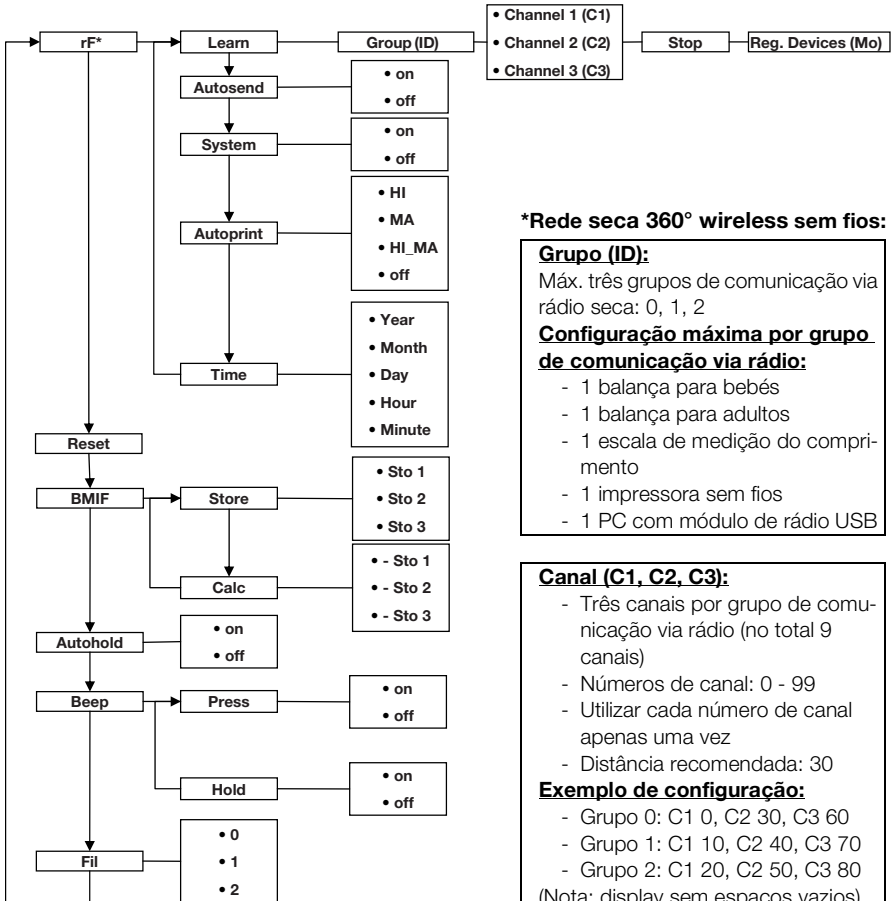 • Channel 1 (C1)
rF*
Learn
Group (ID)
• Channel 2 (C2)
Stop
Reg. Devices (Mo)
• Channel 3 (C3)
Autosend
• on
• off
System
• on
• off
Autoprint
• HI
• MA
• HI_MA
• off
Time
• Year
• Month
• Day
• Hour
• Minute
Reset
BMIF
Store
• Sto 1
• Sto 2
• Sto 3
Calc
• - Sto 1
• - Sto 2
• - Sto 3
Autohold
• on
• off
Beep
Press
• on
• off
Hold
• on
• off
Fil
• 0
• 1
• 2
*Rede seca 360° wireless sem fios:
Grupo (ID):
Máx. três grupos de comunicação via
rádio seca: 0, 1, 2
Configuração máxima por grupo
de comunicação via rádio:
- 1 balança para bebés
- 1 balança para adultos
- 1 escala de medição do compri-
mento
- 1 impressora sem fios
- 1 PC com módulo de rádio USB
Canal (C1, C2, C3):
- Três canais por grupo de comu-
nicação via rádio (no total 9
canais)
- Números de canal: 0 - 99
- Utilizar cada número de canal
apenas uma vez
- Distância recomendada: 30
Exemplo de configuração:
- Grupo 0: C1 0, C2 30, C3 60
- Grupo 1: C1 10, C2 40, C3 70
- Grupo 2: C1 20, C2 50, C3 80
(Nota: display sem espaços vazios)